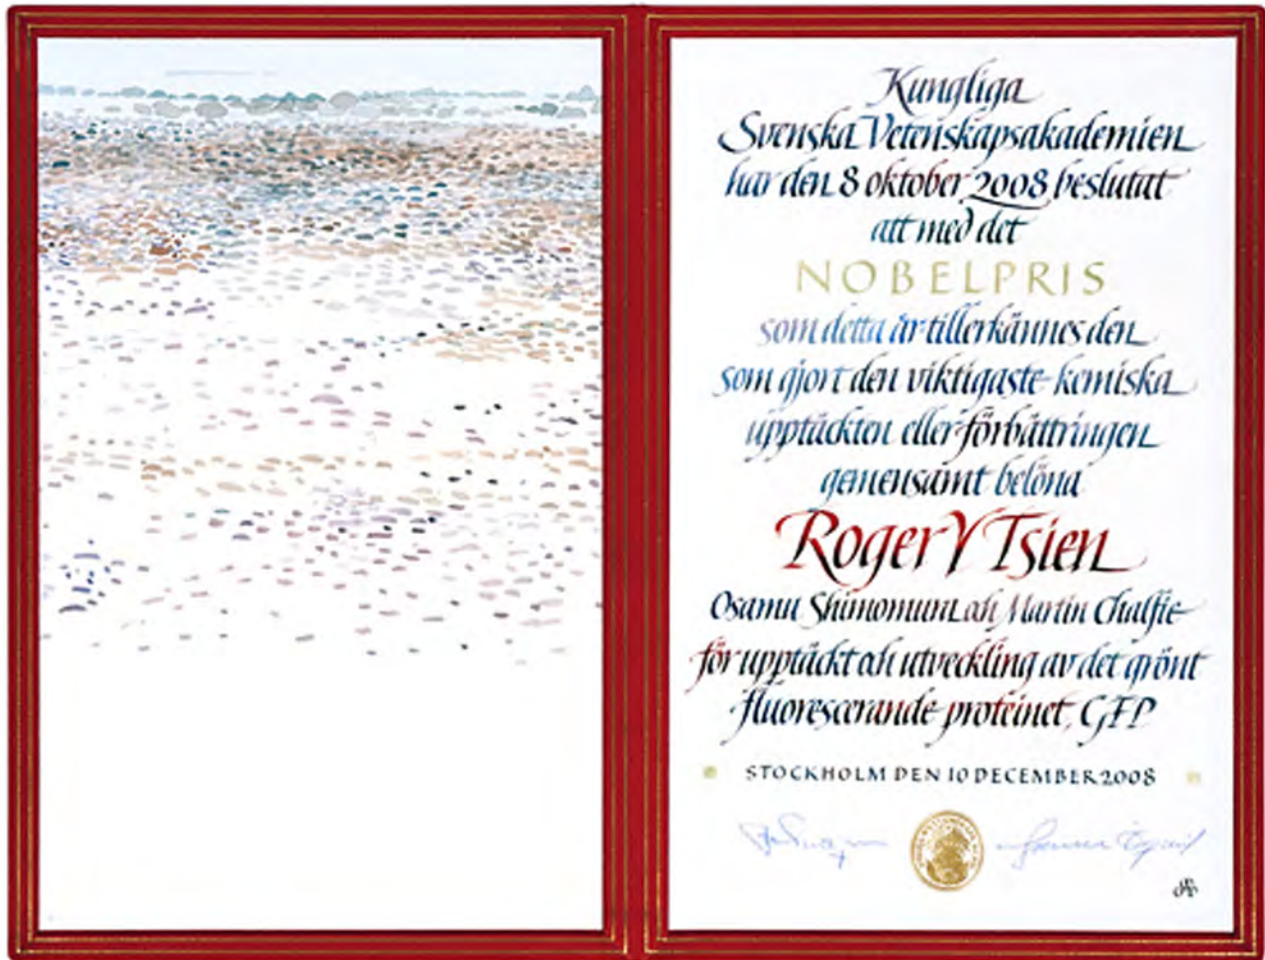 Kungliga
Svenska Vetenskapsakademien
har den 8 oktober 2008 beslutat
att med det
NOBELPRIS
som detta år tillerkännes den
som gjort den viktigaste kemiska
upptäckten eller förbättringen
gemensamt belöna
Roger Y Tsien
Osamu Shimomura och Martin Chalfie
för upptäckt och utveckling av det grönt
fluorescerande proteinet, GFP
STOCKHOLM DEN 10 DECEMBER 2008